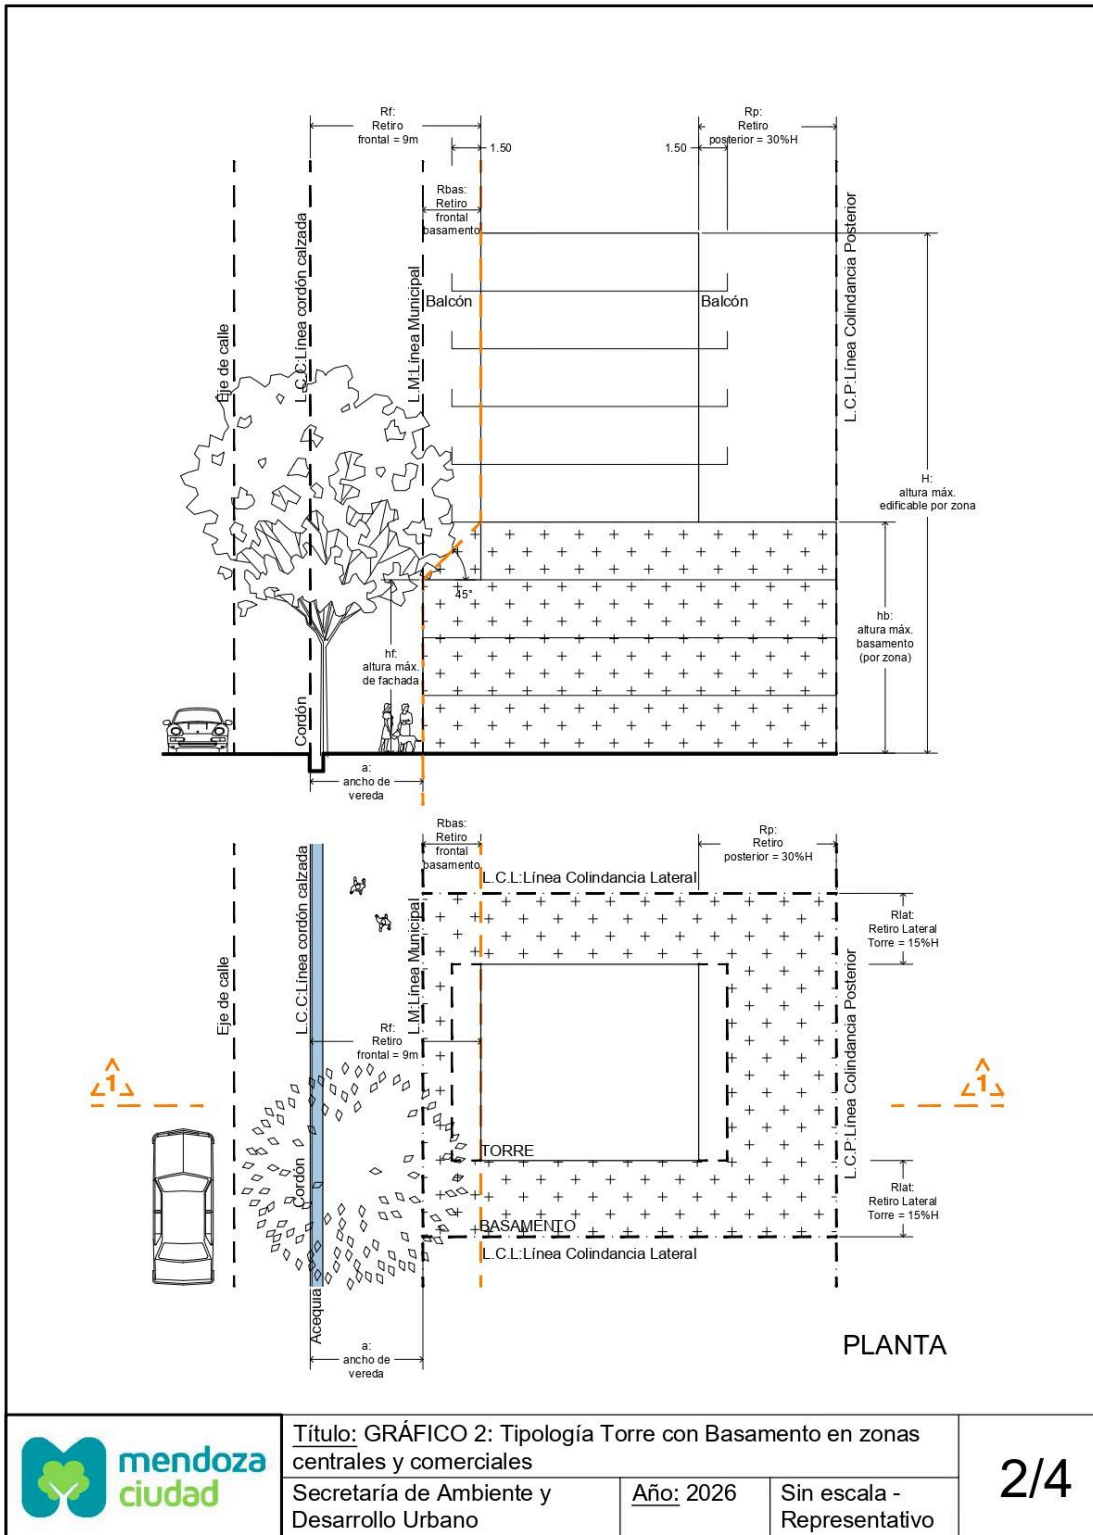 Rf:
Retiro
frontal = 9m
Rp:
Retiro
posterior = 30%H
1.50
1.50
Rbas:
Retiro
frontal
basamento
Eje de calle
L.C.C:Línea cordón calzada
L.M:Línea Municipal
L.C.P:Línea Colindancia Posterior
Balcón
Balcón
H:
altura máx.
edificable por zona
45°
hf:
altura máx.
de fachada
hb:
altura máx.
basamento
(por zona)
Cordón
a:
ancho de
vereda
Rbas:
Retiro
frontal
basamento
Rp:
Retiro
posterior = 30%H
L.C.L:Línea Colindancia Lateral
Eje de calle
L.C.C:Línea cordón calzada
L.M:Línea Municipal
L.C.P:Línea Colindancia Posterior
Rlat:
Retiro Lateral
Torre = 15%H
Rf:
Retiro
frontal = 9m
1
1
TORRE
Cordón
Rlat:
Retiro Lateral
Torre = 15%H
BASAMENTO
L.C.L:Línea Colindancia Lateral
Acequia
a:
ancho de
vereda
PLANTA
mendoza
ciudad
Título: GRÁFICO 2: Tipología Torre con Basamento en zonas
centrales y comerciales
Secretaría de Ambiente y
Desarrollo Urbano
Año: 2026
Sin escala -
Representativo
2/4